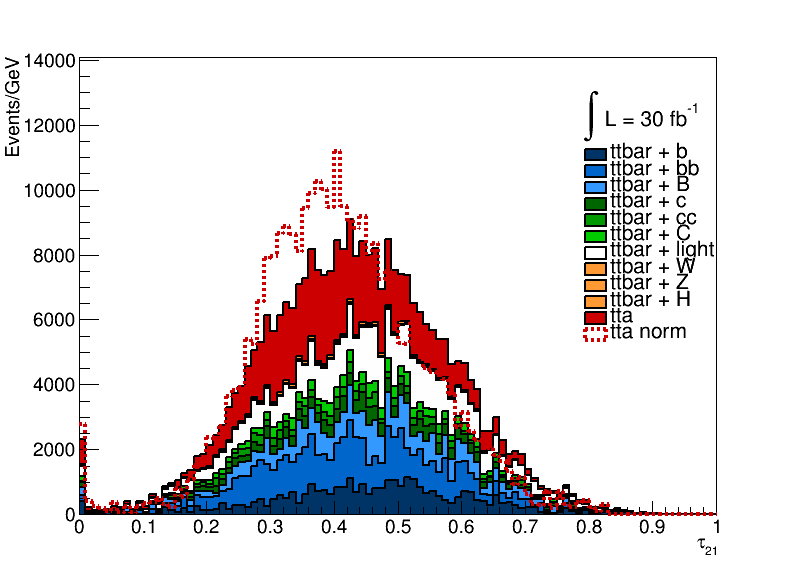 Events/GeV
14000
12000
10000
8000
6000
4000
2000
0
∫ L = 30 fb⁻¹
ttbar + b
ttbar + bb
ttbar + B
ttbar + c
ttbar + cc
ttbar + C
ttbar + light
ttbar + W
ttbar + Z
ttbar + H
tta
tta norm
0 0.1 0.2 0.3 0.4 0.5 0.6 0.7 0.8 0.9 1
τ₂₁